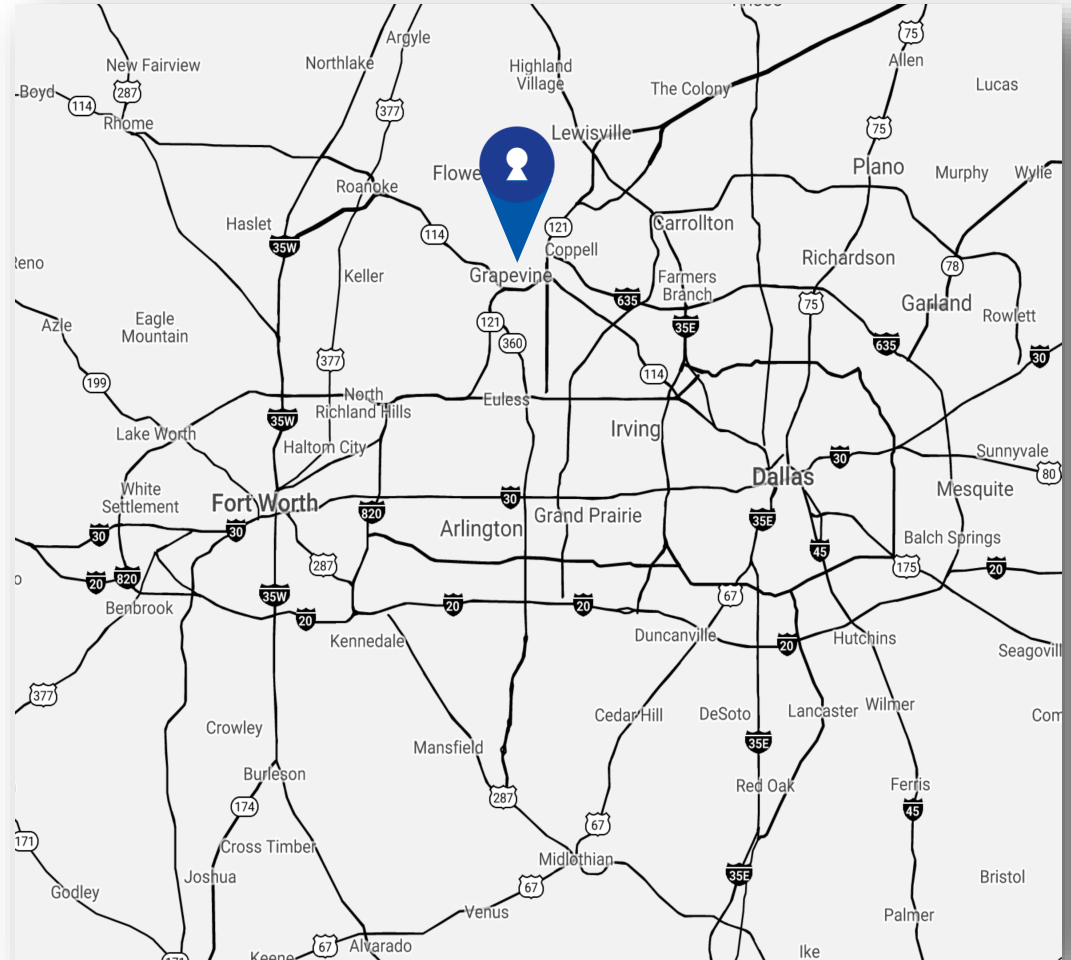 Argyle
75
New Fairview
Northlake
Highland
Village
Allen
Boyd
114
287
377
The Colony
Lucas
Rhome
Lewisville
75
Plano
Flowe
Murphy
Wylie
Roanoke
Haslet
35W
114
121
Carrollton
Coppell
Richardson
78
Keller
Grapevine
Farmers
Branch
635
75
Garland
Rowlett
Azle
Eagle
Mountain
121
360
35E
635
30
377
199
114
North
Richland Hills
Euless
35W
Lake Worth
Haltom City
Irving
30
Sunnyvale
80
Dallas
White
Settlement
Fort Worth
30
820
Arlington
Grand Prairie
35E
Mesquite
30
30
45
Balch Springs
287
175
20
20
820
35W
Benbrook
20
20
20
67
Kennedale
Duncanville
20
Hutchins
Seagovill
377
Crowley
Cedar Hill
DeSoto
Lancaster
Wilmer
Com
Mansfield
35E
Burleson
Red Oak
Ferris
174
287
45
67
171
Cross Timber
Midlothian
35E
Joshua
67
Bristol
Godley
Venus
Palmer
67
Alvarado
Keene
Ike